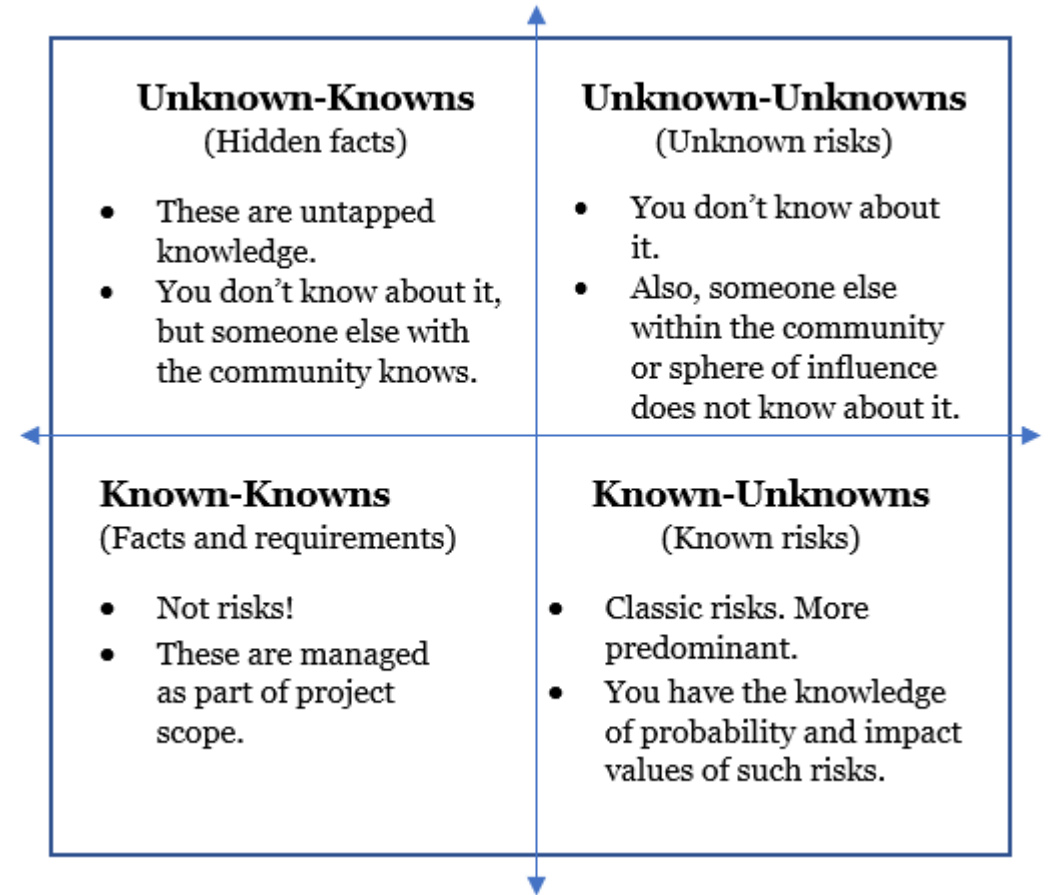 Unknown-Knowns
(Hidden facts)
• These are untapped
knowledge.
• You don’t know about it,
but someone else with
the community knows.
Unknown-Unknowns
(Unknown risks)
• You don’t know about
it.
• Also, someone else
within the community
or sphere of influence
does not know about it.
Known-Knowns
(Facts and requirements)
• Not risks!
• These are managed
as part of project
scope.
Known-Unknowns
(Known risks)
• Classic risks. More
predominant.
• You have the knowledge
of probability and impact
values of such risks.